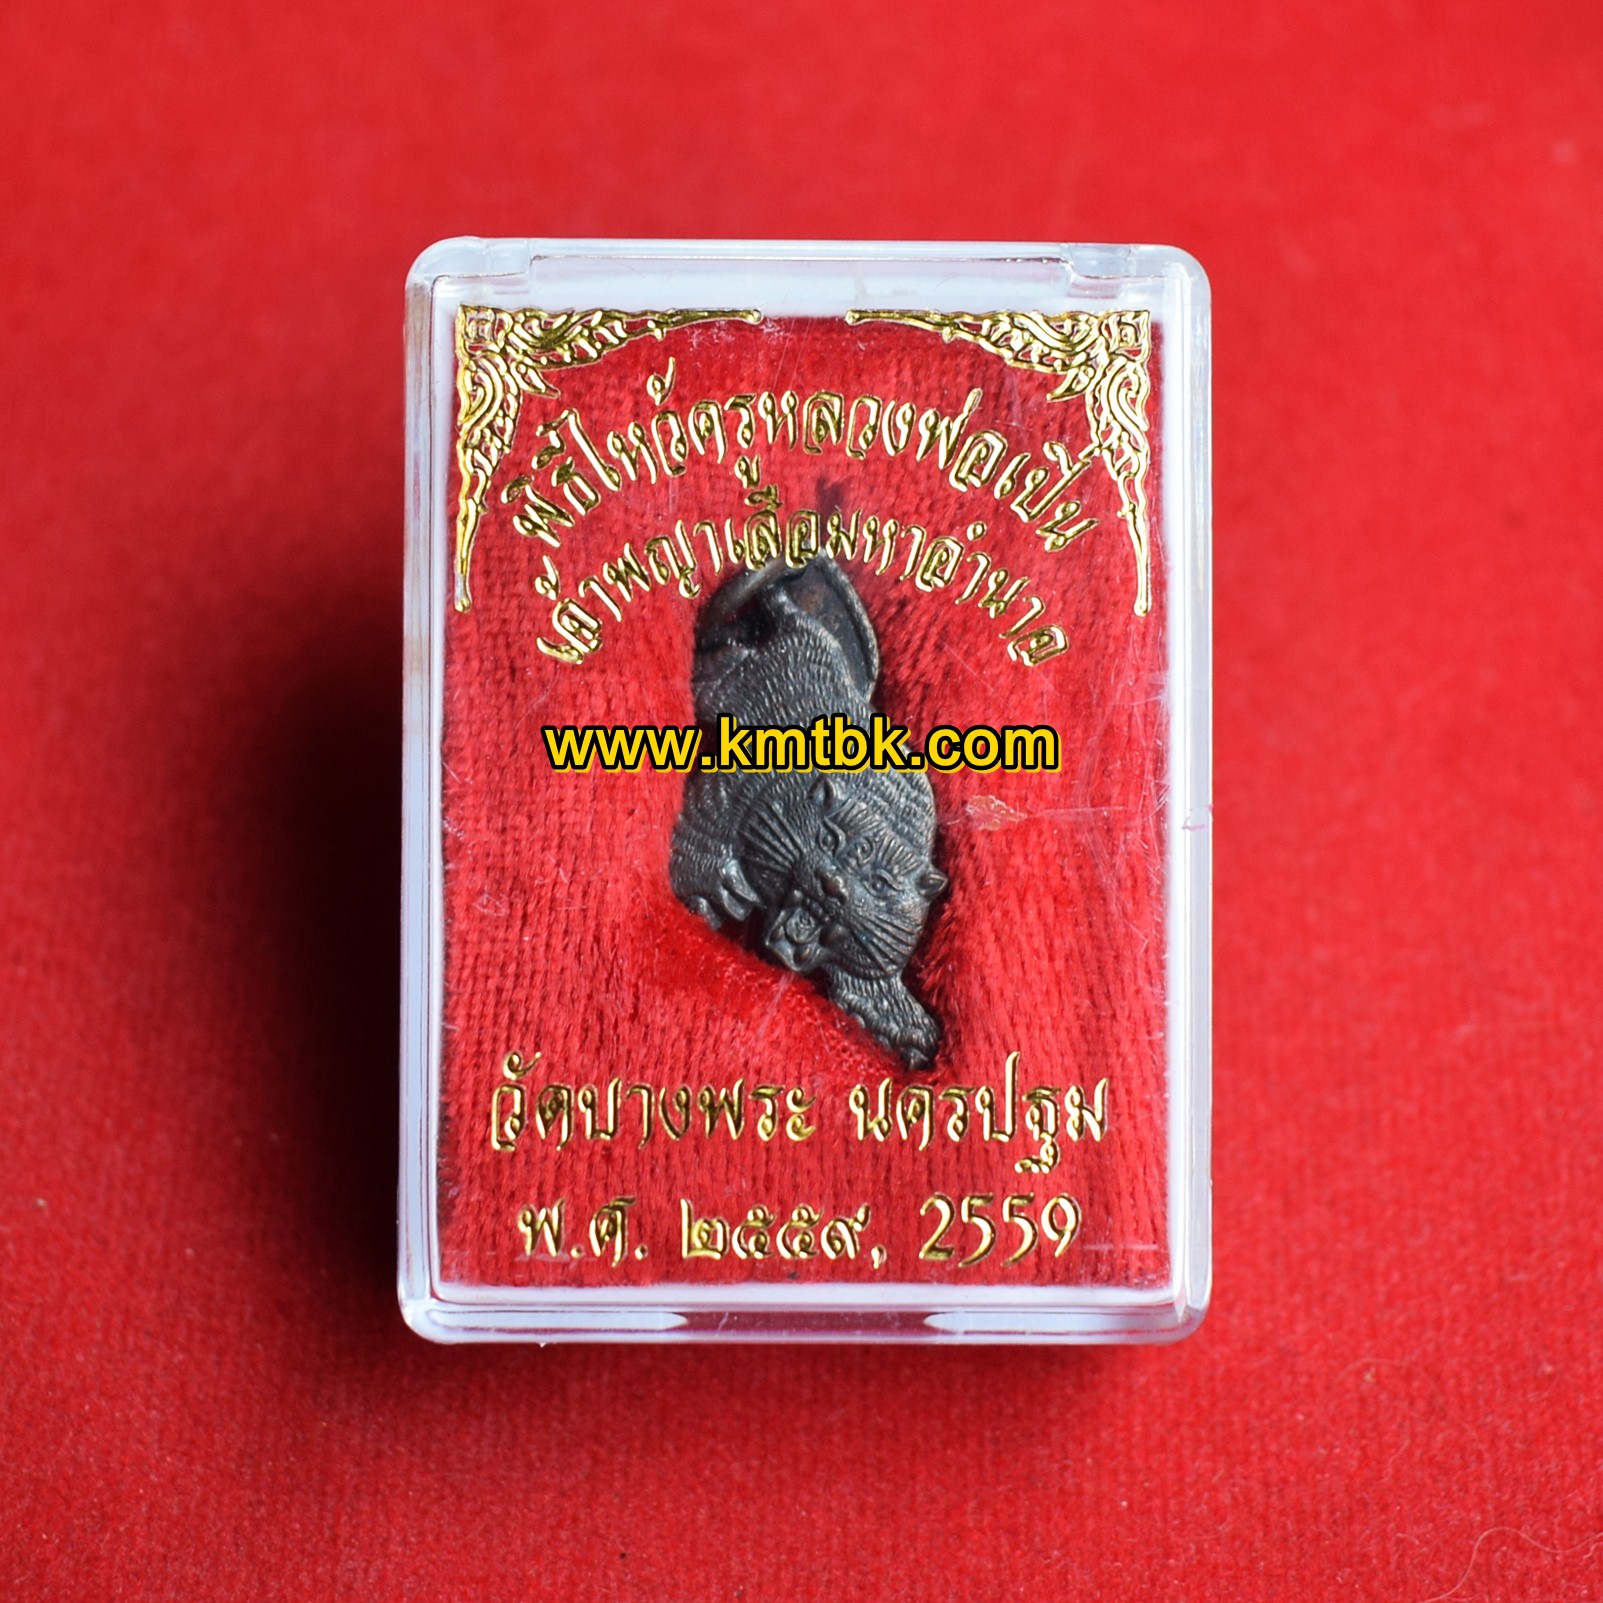 พิธีไหว้ครูหลวงพ่อเปิ่น
เจ้าพญาเสือมหาอำนาจ
www.kmtbk.com
วัดบางพระ นครปฐม
พ.ศ. ๒๕๕๙, 2559